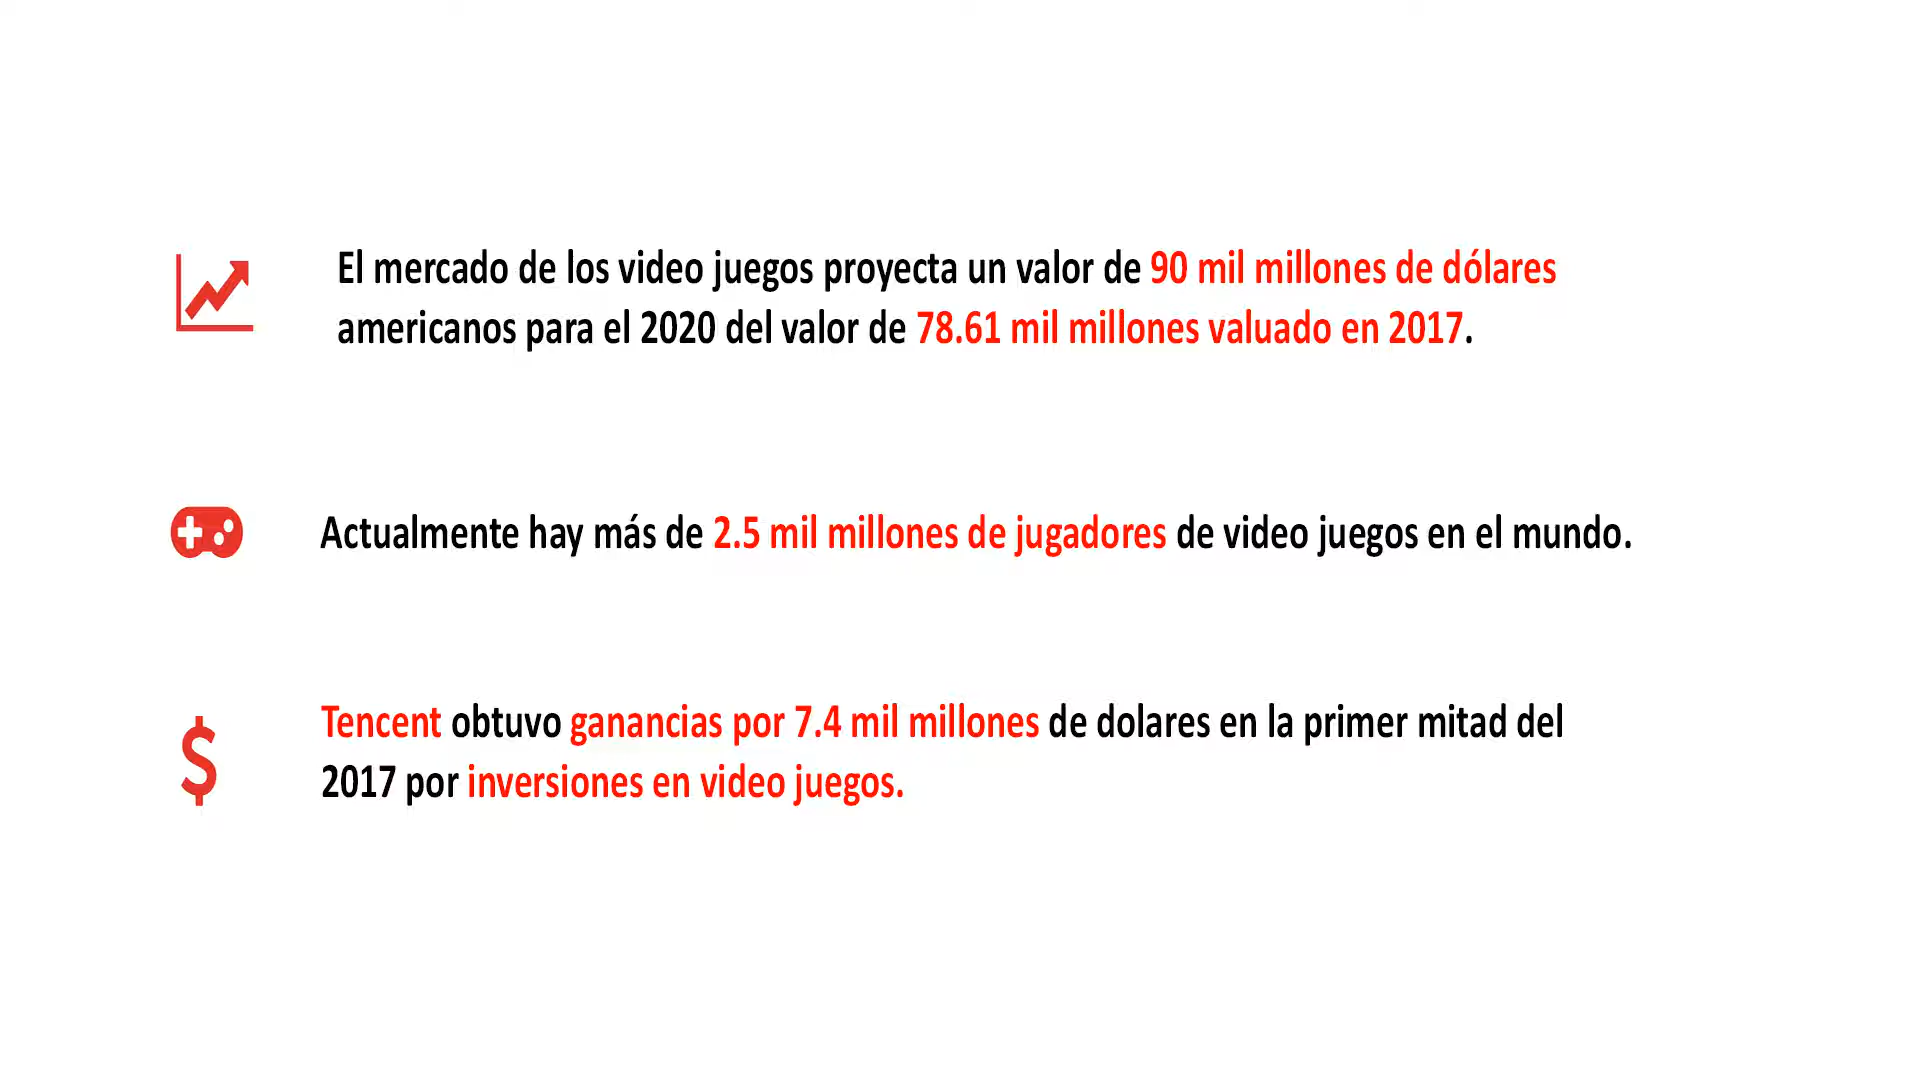 El mercado de los video juegos proyecta un valor de 90 mil millones de dólares
americanos para el 2020 del valor de 78.61 mil millones valuado en 2017.
Actualmente hay más de 2.5 mil millones de jugadores de video juegos en el mundo.
Tencent obtuvo ganancias por 7.4 mil millones de dolares en la primer mitad del
2017 por inversiones en video juegos.